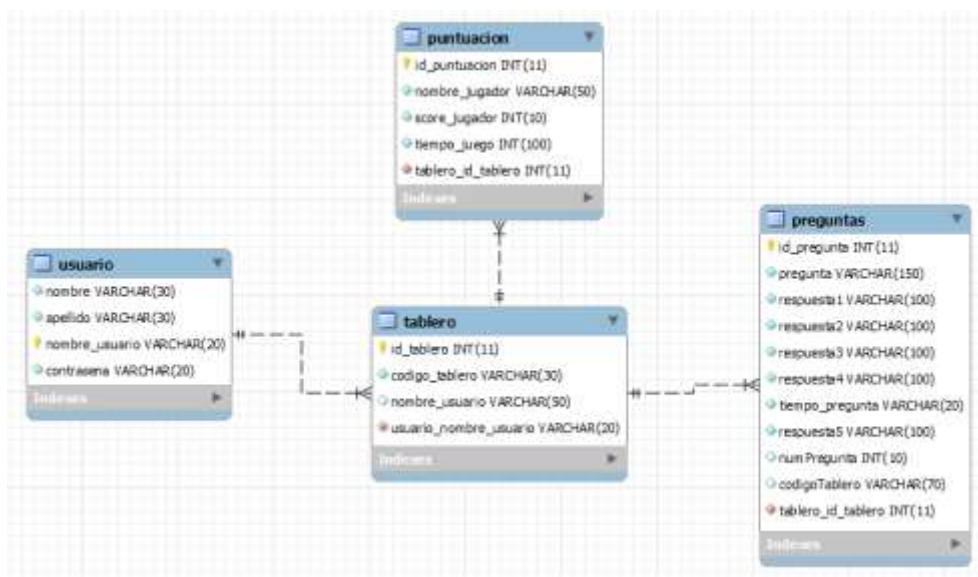 puntuacion
id_puntuacion INT(11)
nombre_jugador VARCHAR(50)
score_jugador INT(10)
tiempo_juego INT(100)
tablero_id_tablero INT(11)
Indexes
usuario
nombre VARCHAR(30)
apellido VARCHAR(30)
nombre_usuario VARCHAR(20)
contrasena VARCHAR(20)
Indexes
tablero
id_tablero INT(11)
codigo_tablero VARCHAR(30)
nombre_usuario VARCHAR(50)
usuario_nombre_usuario VARCHAR(20)
Indexes
preguntas
id_pregunta INT(11)
pregunta VARCHAR(150)
respuesta1 VARCHAR(100)
respuesta2 VARCHAR(100)
respuesta3 VARCHAR(100)
respuesta4 VARCHAR(100)
tiempo_pregunta VARCHAR(20)
respuesta5 VARCHAR(100)
numPregunta INT(10)
codigoTablero VARCHAR(70)
tablero_id_tablero INT(11)
Indexes